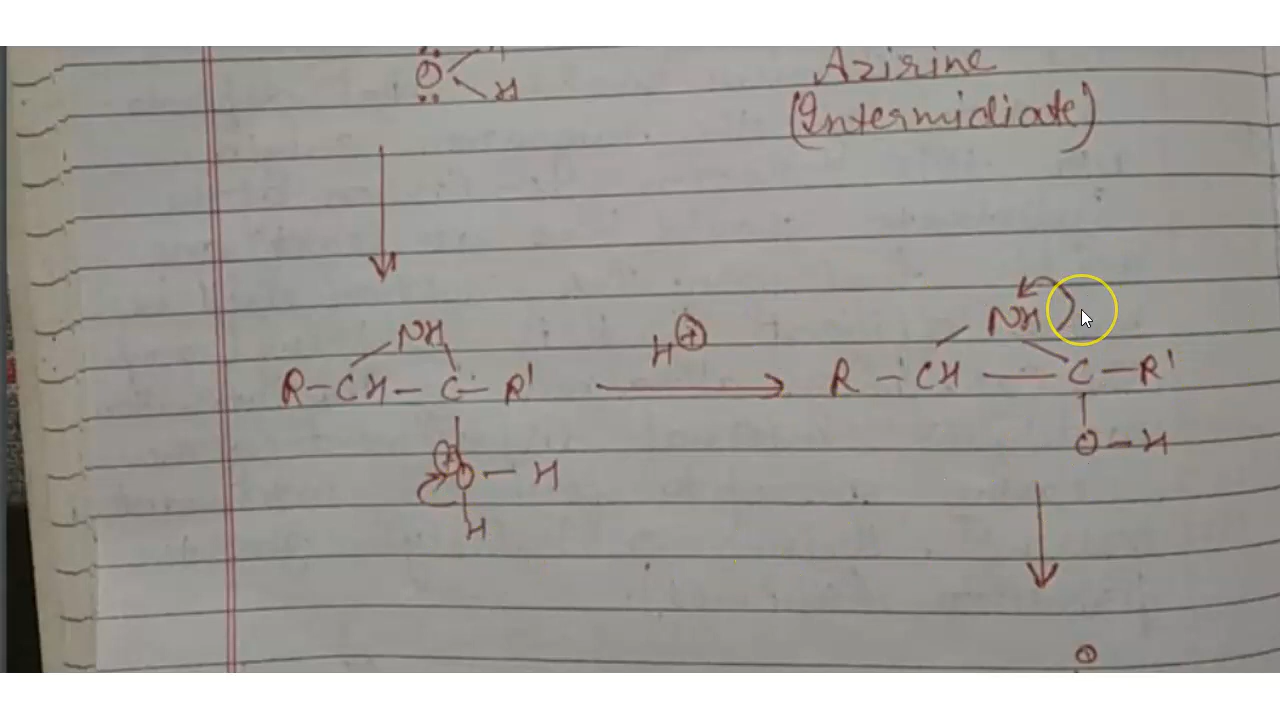 Azirine
H
(Intermidiate)
NH
R-CH-C-R'
H⊕
NH
R-CH-C-R'
⊕
O-H
H
O-H